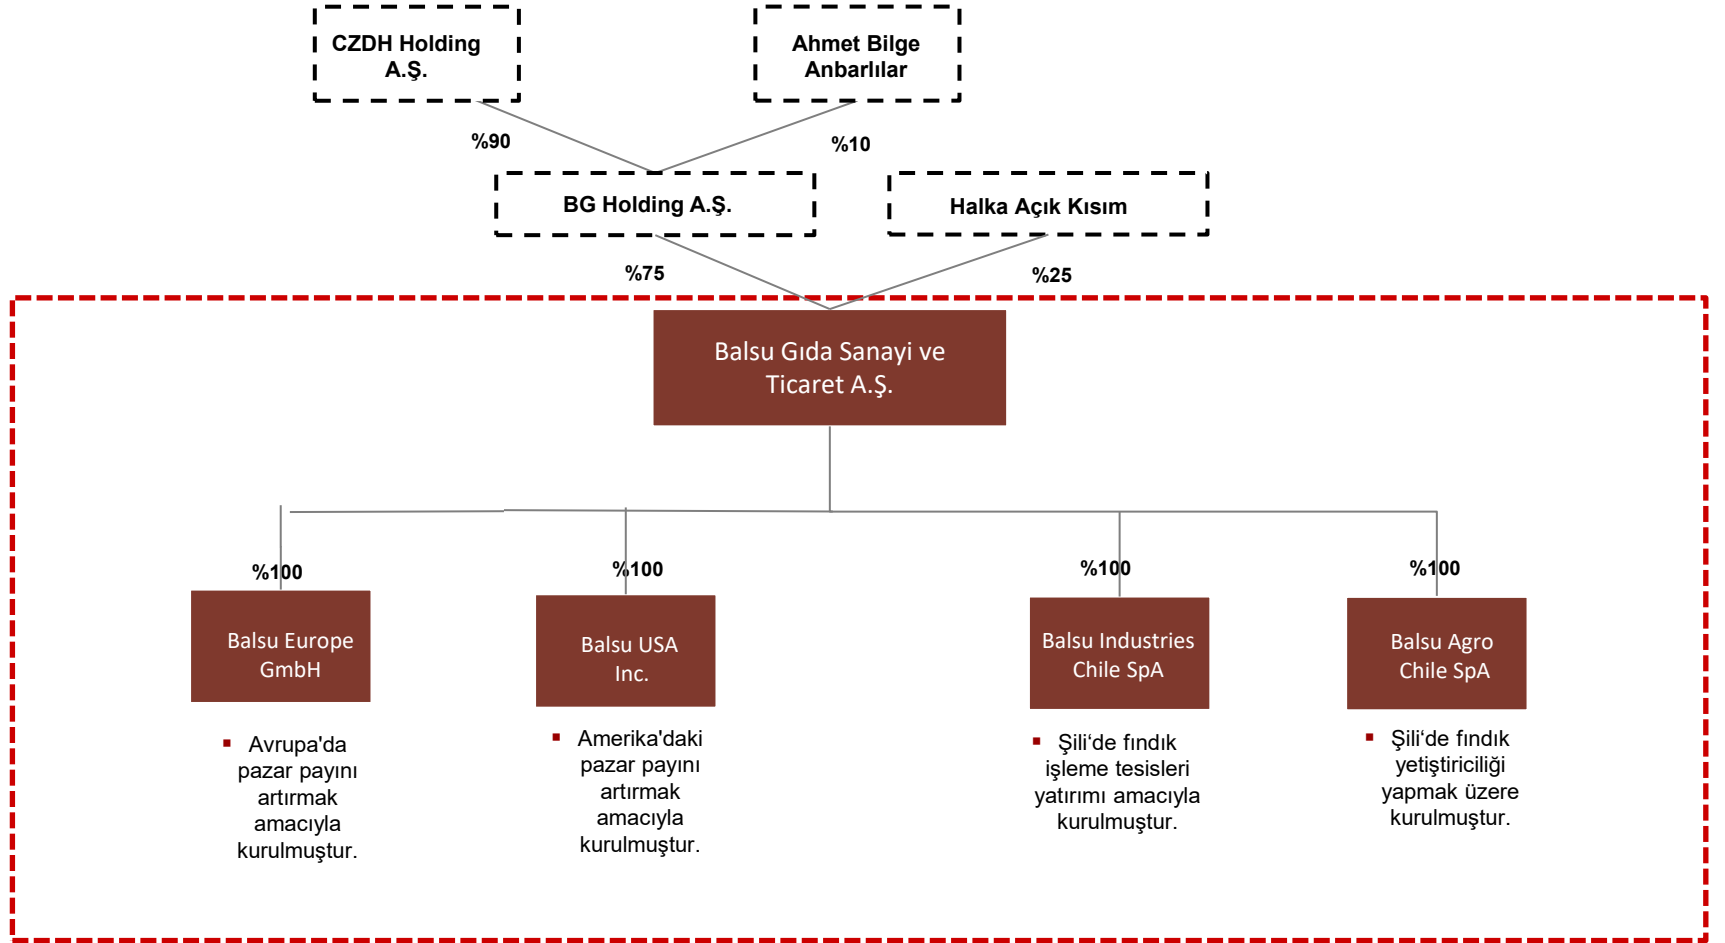 CZDH Holding
A.Ş.
Ahmet Bilge
Anbarlılar
%90
%10
BG Holding A.Ş.
Halka Açık Kısım
%75
%25
Balsu Gıda Sanayi ve
Ticaret A.Ş.
%100
%100
%100
%100
Balsu Europe
GmbH
Balsu USA
Inc.
Balsu Industries
Chile SpA
Balsu Agro
Chile SpA
▪ Avrupa'da
pazar payını
artırmak
amacıyla
kurulmuştur.
▪ Amerika'daki
pazar payını
artırmak
amacıyla
kurulmuştur.
▪ Şili‘de fındık
işleme tesisleri
yatırımı amacıyla
kurulmuştur.
▪ Şili‘de fındık
yetiştiriciliği
yapmak üzere
kurulmuştur.